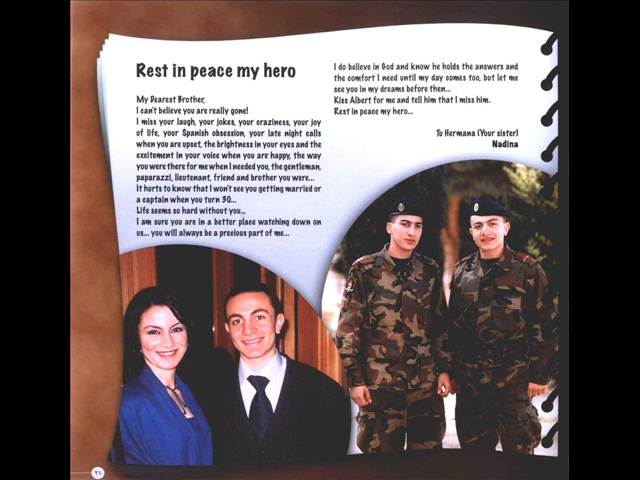 Rest in peace my hero
My Dearest Brother,
I can't believe you are really gone!
I miss your laugh, your jokes, your craziness, your joy
of life, your Spanish obsession, your late night calls
when you are upset, the brightness in your eyes and the
excitement in your voice when you are happy, the way
you were there for me when I needed you, the gentleman,
paparazzi, lieutenant, friend and brother you were...
It hurts to know that I won't see you getting married or
a captain when you turn 30...
Life seems so hard without you...
I am sure you are in a better place watching down on
us... you will always be a precious part of me...
I do believe in God and know he holds the answers and
the comfort I need until my day comes too, but let me
see you in my dreams before then...
Kiss Albert for me and tell him that I miss him.
Rest in peace my hero...
Tu Hermana (Your sister)
Nadina
٩٦